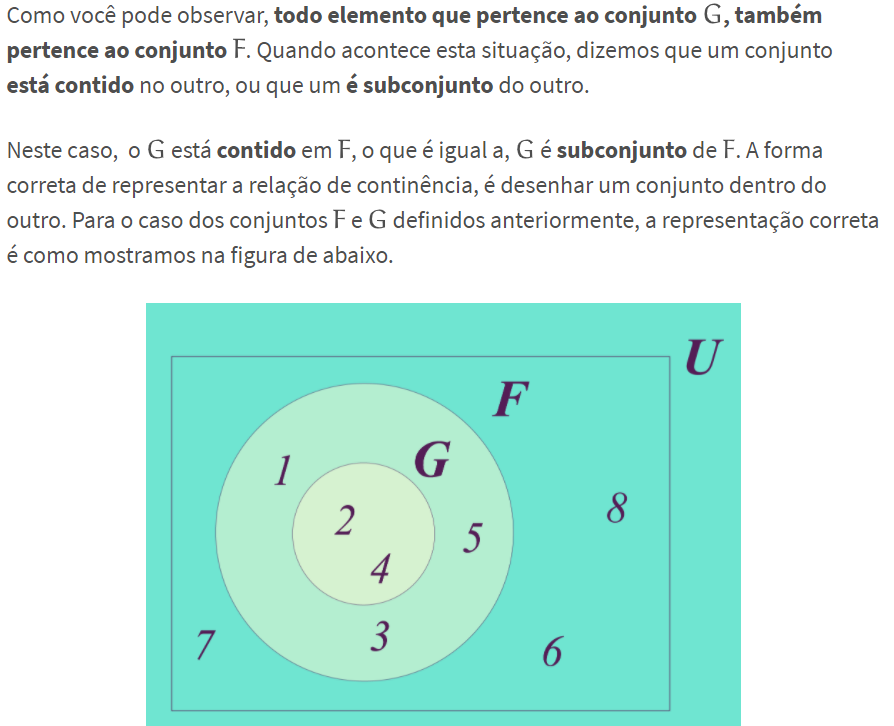 Como você pode observar, todo elemento que pertence ao conjunto G, também
pertence ao conjunto F. Quando acontece esta situação, dizemos que um conjunto
está contido no outro, ou que um é subconjunto do outro.
Neste caso, o G está contido em F, o que é igual a, G é subconjunto de F. A forma
correta de representar a relação de continência, é desenhar um conjunto dentro do
outro. Para o caso dos conjuntos F e G definidos anteriormente, a representação correta
é como mostramos na figura de abaixo.
U
F
G
1
2
8
5
4
3
7
6